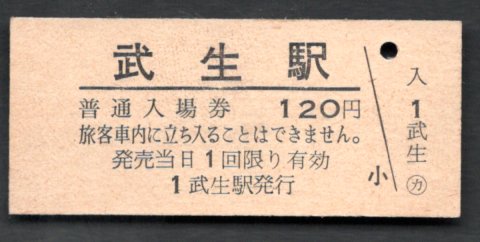 武生駅
普通入場券 120円
旅客車内に立ち入ることはできません。
発売当日1回限り有効
1武生駅発行
小
入
1
武生
カ